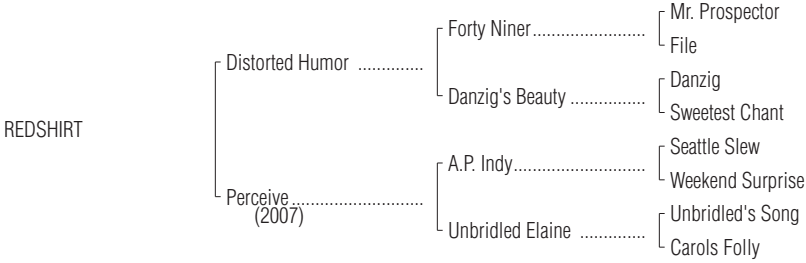 Mr. Prospector
Forty Niner........................
File
Distorted Humor ..............
Danzig
Danzig's Beauty ................
Sweetest Chant
REDSHIRT
Seattle Slew
A.P. Indy............................
Weekend Surprise
Perceive............................
(2007)
Unbridled's Song
Unbridled Elaine ..............
Carols Folly